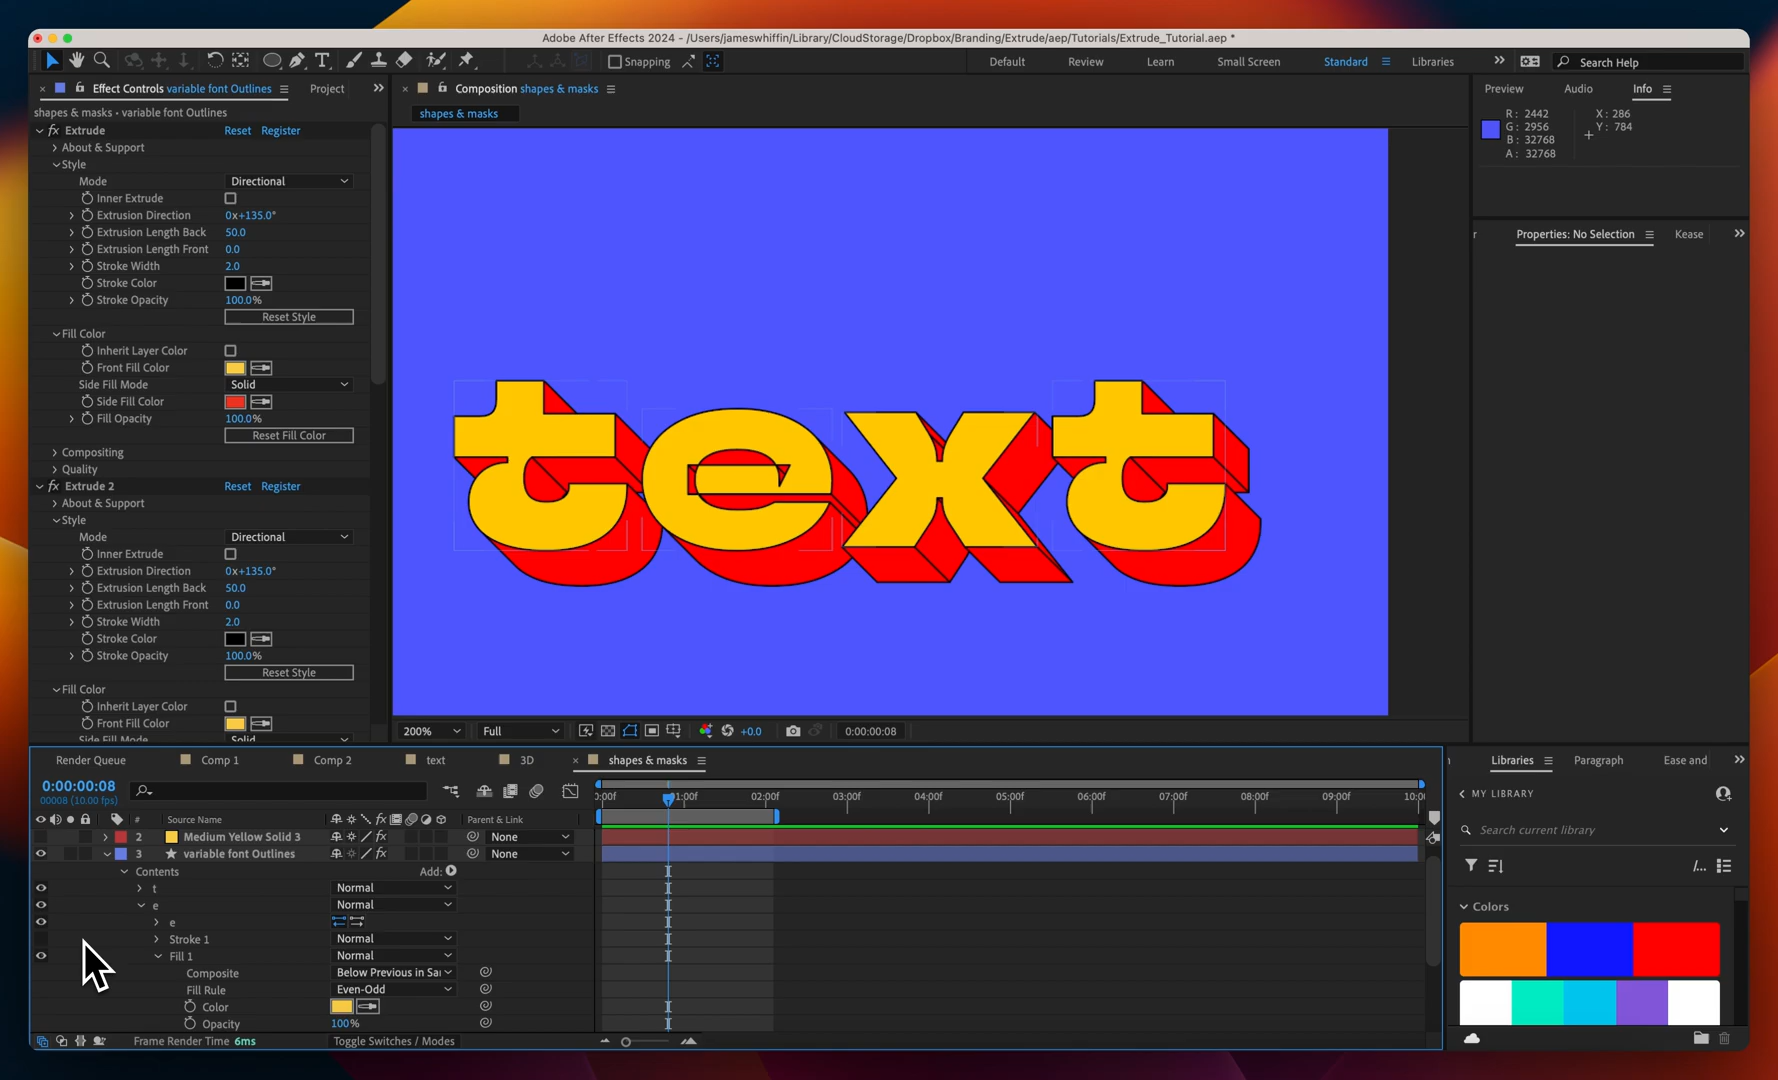 Adobe After Effects 2024 - /Users/jameswhiffin/Library/CloudStorage/Dropbox/Branding/Extrude/aep/Tutorials/Extrude_Tutorial.aep *
Snapping
Default
Review
Learn
Small Screen
Standard
Libraries
Search Help
Effect Controls variable font Outlines
Project
shapes & masks • variable font Outlines
fx Extrude
Reset
Register
About & Support
Style
Mode
Directional
Inner Extrude
Extrusion Direction
0x+135.0°
Extrusion Length Back
50.0
Extrusion Length Front
0.0
Stroke Width
2.0
Stroke Color
Stroke Opacity
100.0%
Reset Style
Fill Color
Inherit Layer Color
Front Fill Color
Side Fill Mode
Solid
Side Fill Color
Fill Opacity
100.0%
Reset Fill Color
Compositing
Quality
fx Extrude 2
Reset
Register
About & Support
Style
Mode
Directional
Inner Extrude
Extrusion Direction
0x+135.0°
Extrusion Length Back
50.0
Extrusion Length Front
0.0
Stroke Width
2.0
Stroke Color
Stroke Opacity
100.0%
Reset Style
Fill Color
Inherit Layer Color
Front Fill Color
Side Fill Mode
Solid
Composition shapes & masks
shapes & masks
text
200%
Full
+0.0
0:00:00:08
Preview
Audio
Info
R: 2442
G: 2956
B: 32768
A: 32768
X: 286
Y: 784
Properties: No Selection
Kease
Render Queue
Comp 1
Comp 2
text
3D
shapes & masks
0:00:00:08
00008 (10.00 fps)
#
Source Name
fx
Parent & Link
2
Medium Yellow Solid 3
fx
None
3
variable font Outlines
fx
None
Contents
Add:
t
Normal
e
Normal
e
Stroke 1
Normal
Fill 1
Normal
Composite
Below Previous in Sa
Fill Rule
Even-Odd
Color
Opacity
100%
Frame Render Time 6ms
Toggle Switches / Modes
0:00f
01:00f
02:00f
03:00f
04:00f
05:00f
06:00f
07:00f
08:00f
09:00f
10:0
Libraries
Paragraph
Ease and
MY LIBRARY
Search current library
Colors